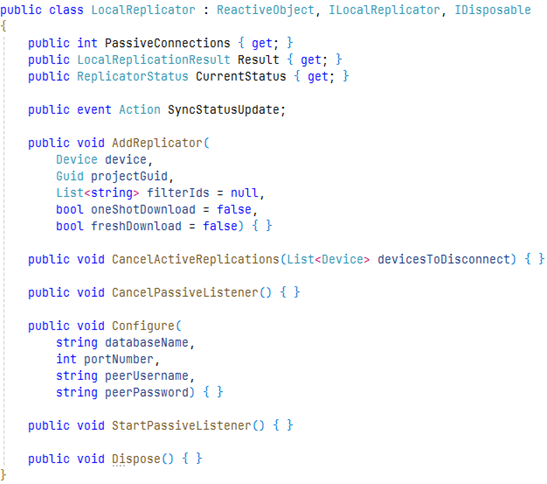 public class LocalReplicator : ReactiveObject, ILocalReplicator, IDisposable
{
    public int PassiveConnections { get; }
    public LocalReplicationResult Result { get; }
    public ReplicatorStatus CurrentStatus { get; }

    public event Action SyncStatusUpdate;

    public void AddReplicator(
        Device device,
        Guid projectGuid,
        List<string> filterIds = null,
        bool oneShotDownload = false,
        bool freshDownload = false) { }

    public void CancelActiveReplications(List<Device> devicesToDisconnect) { }

    public void CancelPassiveListener() { }

    public void Configure(
        string databaseName,
        int portNumber,
        string peerUsername,
        string peerPassword) { }

    public void StartPassiveListener() { }

    public void Dispose() { }
}